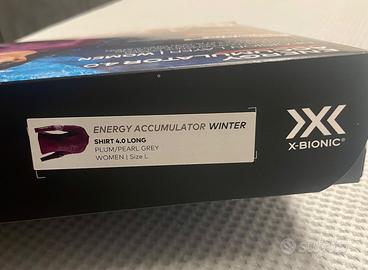 ENERGY ACCUMULATOR WINTER
SHIRT 4.0 LONG
PLUM/PEARL GREY
WOMEN | Size L
X-BIONIC®